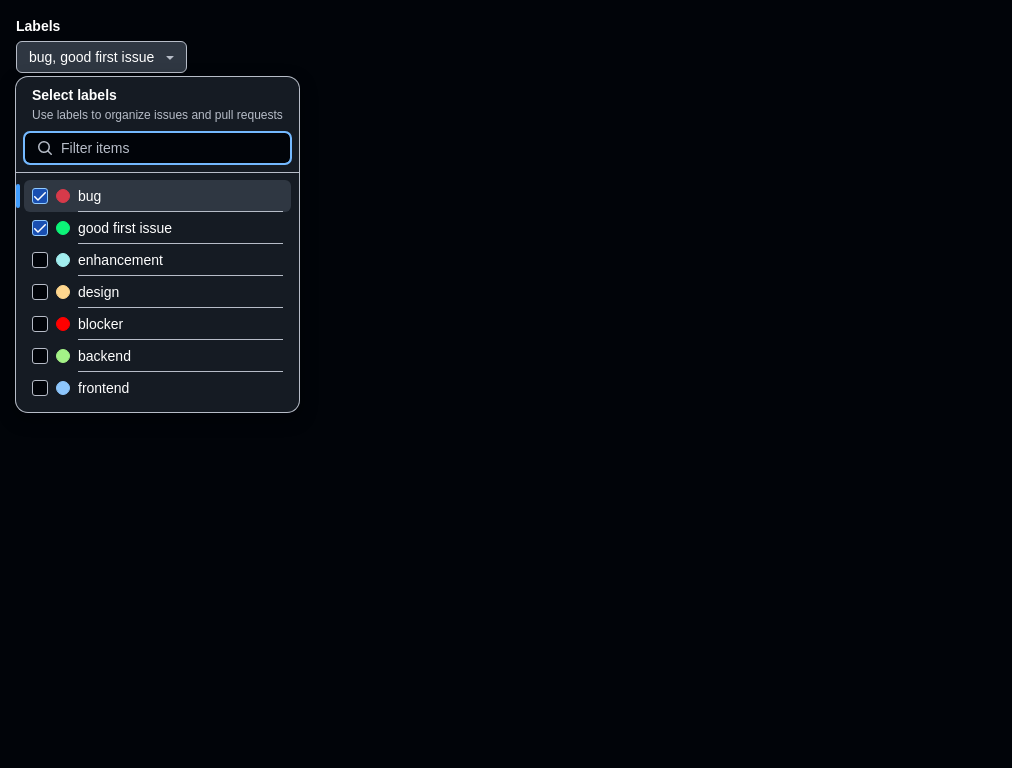 Labels
bug, good first issue
Select labels
Use labels to organize issues and pull requests
Filter items
bug
good first issue
enhancement
design
blocker
backend
frontend